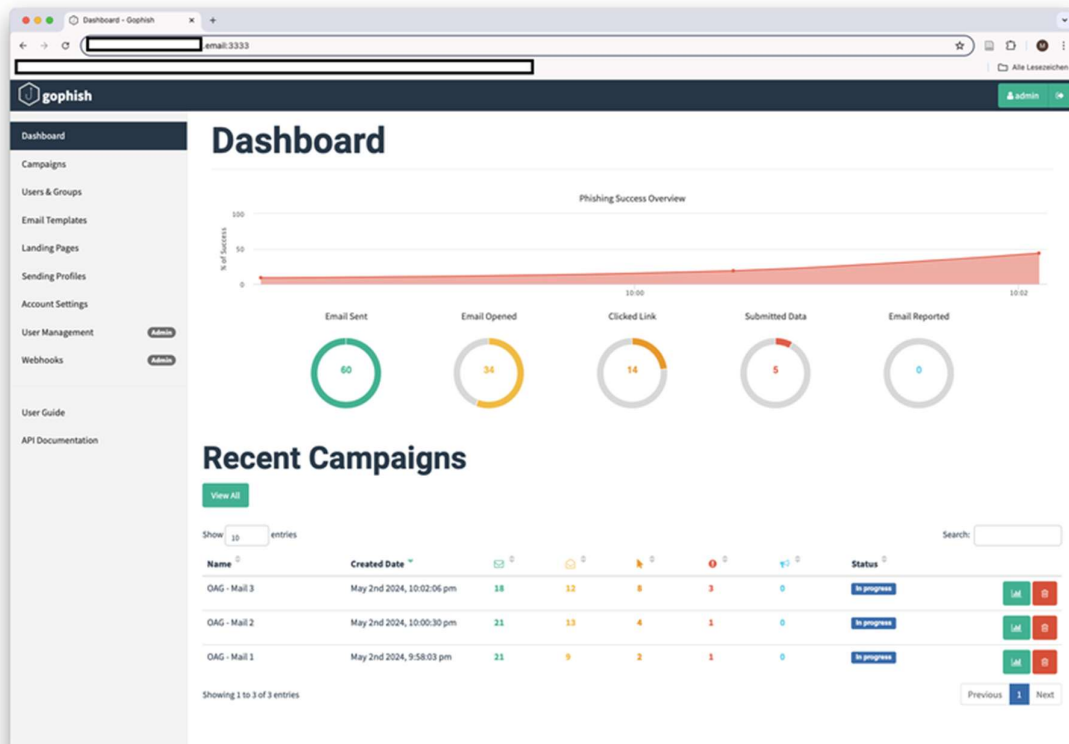 Dashboard - Gophish
.email:3333
Alle Lesezeichen
gophish
admin
Dashboard
Campaigns
Users & Groups
Email Templates
Landing Pages
Sending Profiles
Account Settings
User Management Admin
Webhooks Admin
User Guide
API Documentation
Dashboard
Phishing Success Overview
% of Success
100
50
0
10:00 10:02
Email Sent Email Opened Clicked Link Submitted Data Email Reported
60 34 14 5 0
Recent Campaigns
View All
Show 10 entries Search:
Name Created Date Status
OAG - Mail 3 May 2nd 2024, 10:02:06 pm 18 12 8 3 0 In progress
OAG - Mail 2 May 2nd 2024, 10:00:30 pm 21 13 4 1 0 In progress
OAG - Mail 1 May 2nd 2024, 9:58:03 pm 21 9 2 1 0 In progress
Showing 1 to 3 of 3 entries Previous 1 Next